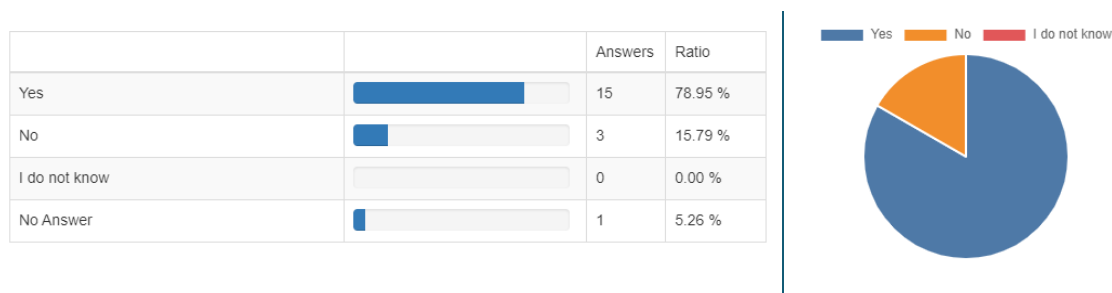 Answers Ratio
Yes 15 78.95 %
No 3 15.79 %
I do not know 0 0.00 %
No Answer 1 5.26 %
Yes No I do not know